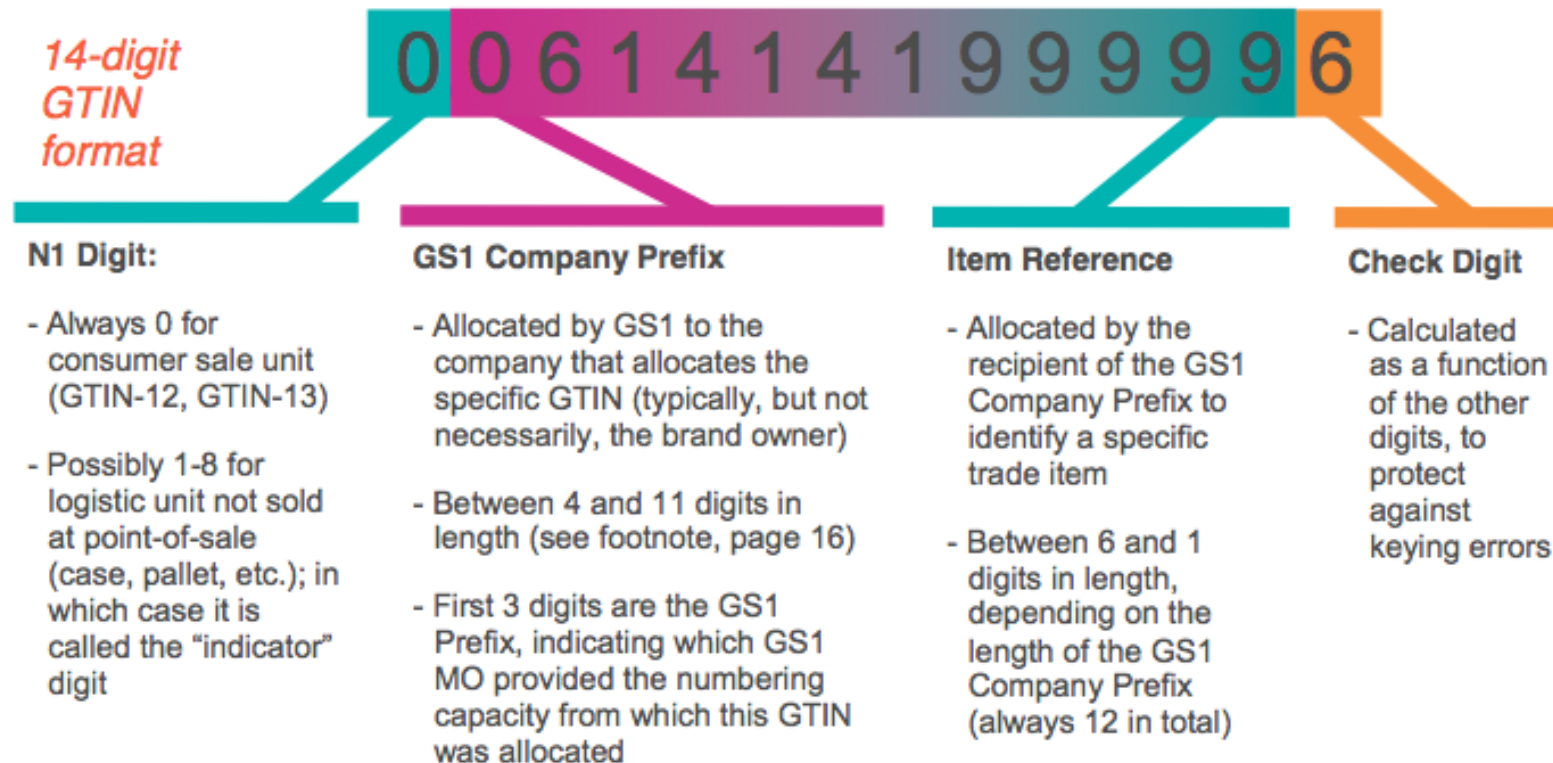 14-digit
GTIN
format
0 0 6 1 4 1 4 1 9 9 9 9 9 6
N1 Digit:
- Always 0 for
consumer sale unit
(GTIN-12, GTIN-13)
- Possibly 1-8 for
logistic unit not sold
at point-of-sale
(case, pallet, etc.); in
which case it is
called the “indicator”
digit
GS1 Company Prefix
- Allocated by GS1 to the
company that allocates the
specific GTIN (typically, but not
necessarily, the brand owner)
- Between 4 and 11 digits in
length (see footnote, page 16)
- First 3 digits are the GS1
Prefix, indicating which GS1
MO provided the numbering
capacity from which this GTIN
was allocated
Item Reference
- Allocated by the
recipient of the GS1
Company Prefix to
identify a specific
trade item
- Between 6 and 1
digits in length,
depending on the
length of the GS1
Company Prefix
(always 12 in total)
Check Digit
- Calculated
as a function
of the other
digits, to
protect
against
keying errors